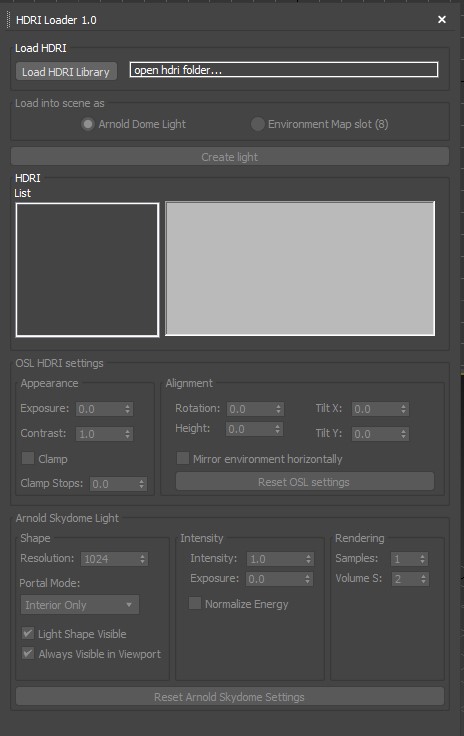 HDRI Loader 1.0
Load HDRI
Load HDRI Library open hdri folder...
Load into scene as
Arnold Dome Light Environment Map slot (8)
Create light
HDRI
List
OSL HDRI settings
Appearance Alignment
Exposure: 0.0 Rotation: 0.0 Tilt X: 0.0
Contrast: 1.0 Height: 0.0 Tilt Y: 0.0
Clamp Mirror environment horizontally
Clamp Stops: 0.0 Reset OSL settings
Arnold Skydome Light
Shape Intensity Rendering
Resolution: 1024 Intensity: 1.0 Samples: 1
Portal Mode: Exposure: 0.0 Volume S: 2
Interior Only Normalize Energy
Light Shape Visible
Always Visible in Viewport
Reset Arnold Skydome Settings